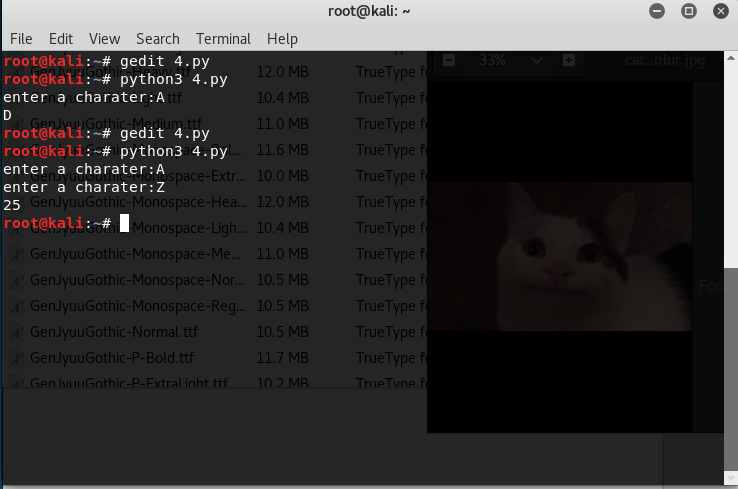 root@kali: ~
File Edit View Search Terminal Help
root@kali:~# gedit 4.py
root@kali:~# python3 4.py
enter a charater:A
D
root@kali:~# gedit 4.py
root@kali:~# python3 4.py
enter a charater:A
enter a charater:Z
25
root@kali:~#
33% cat_blur.jpg
GenJyuuGothic-Heavy.ttf 12.0 MB TrueType f
10.4 MB TrueType fo
GenJyuuGothic-Medium.ttf 11.0 MB TrueType fo
11.6 MB TrueType fo
GenJyuuGothic-Monospace-Extr... 10.0 MB TrueType fo
GenJyuuGothic-Monospace-Hea... 12.0 MB TrueType fo
GenJyuuGothic-Monospace-Ligh... 10.4 MB TrueType fo
GenJyuuGothic-Monospace-Me... 11.0 MB TrueType fo
GenJyuuGothic-Monospace-Nor... 10.5 MB TrueType fo
GenJyuuGothic-Monospace-Reg... 10.5 MB TrueType fo
GenJyuuGothic-Normal.ttf 10.5 MB TrueType fo
GenJyuuGothic-P-Bold.ttf 11.7 MB TrueType fo
GenJyuuGothic-P-ExtraLight.ttf 10.2 MB TrueType fo
Foc